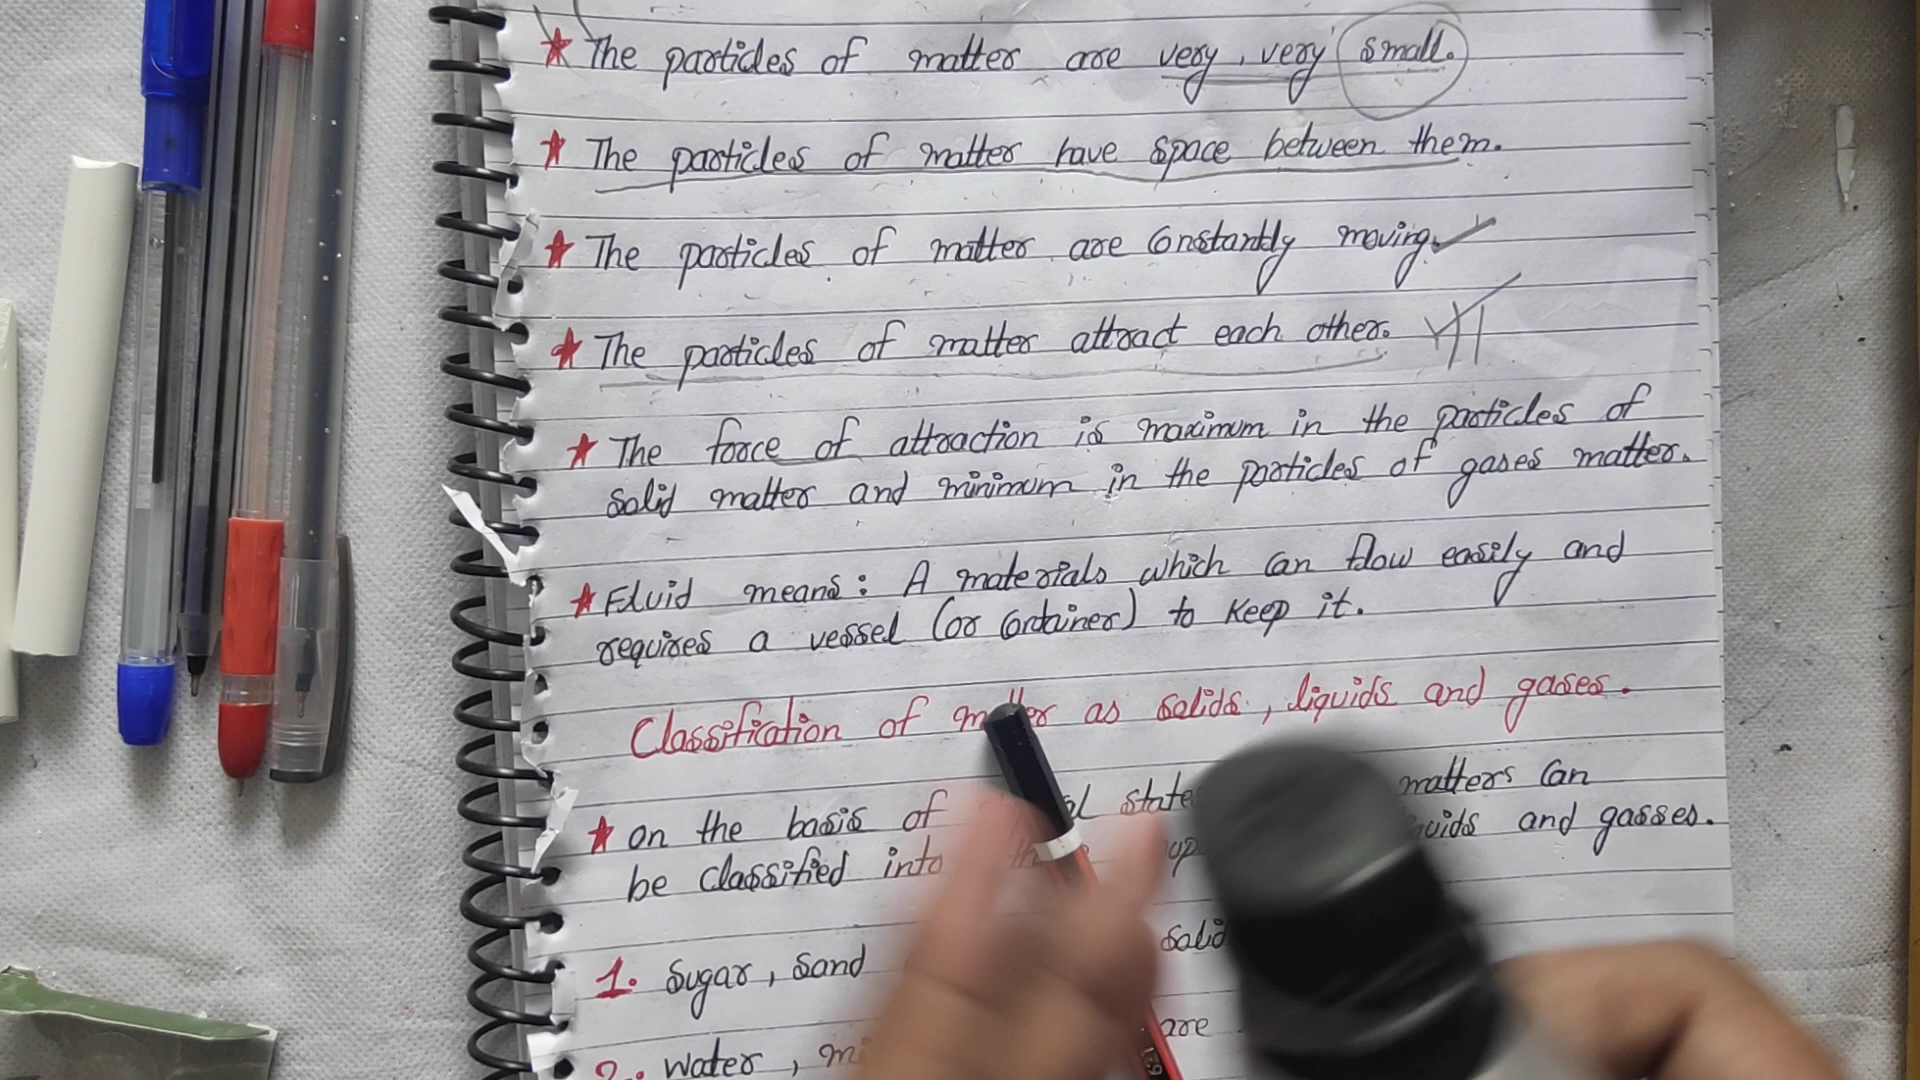 The particles of matter are very, very small.
The particles of matter have space between them.
The particles of matter are constantly moving.
The particles of matter attract each other.
The force of attraction is maximum in the particles of
solid matter and minimum in the particles of gases matter.
Fluid means: A materials which can flow easily and
requires a vessel (or container) to keep it.
Classification of matter as solids, liquids and gases.
on the basis of state matters can
be classified into and gasses.
1. Sugar, Sand solid
2. Water, are